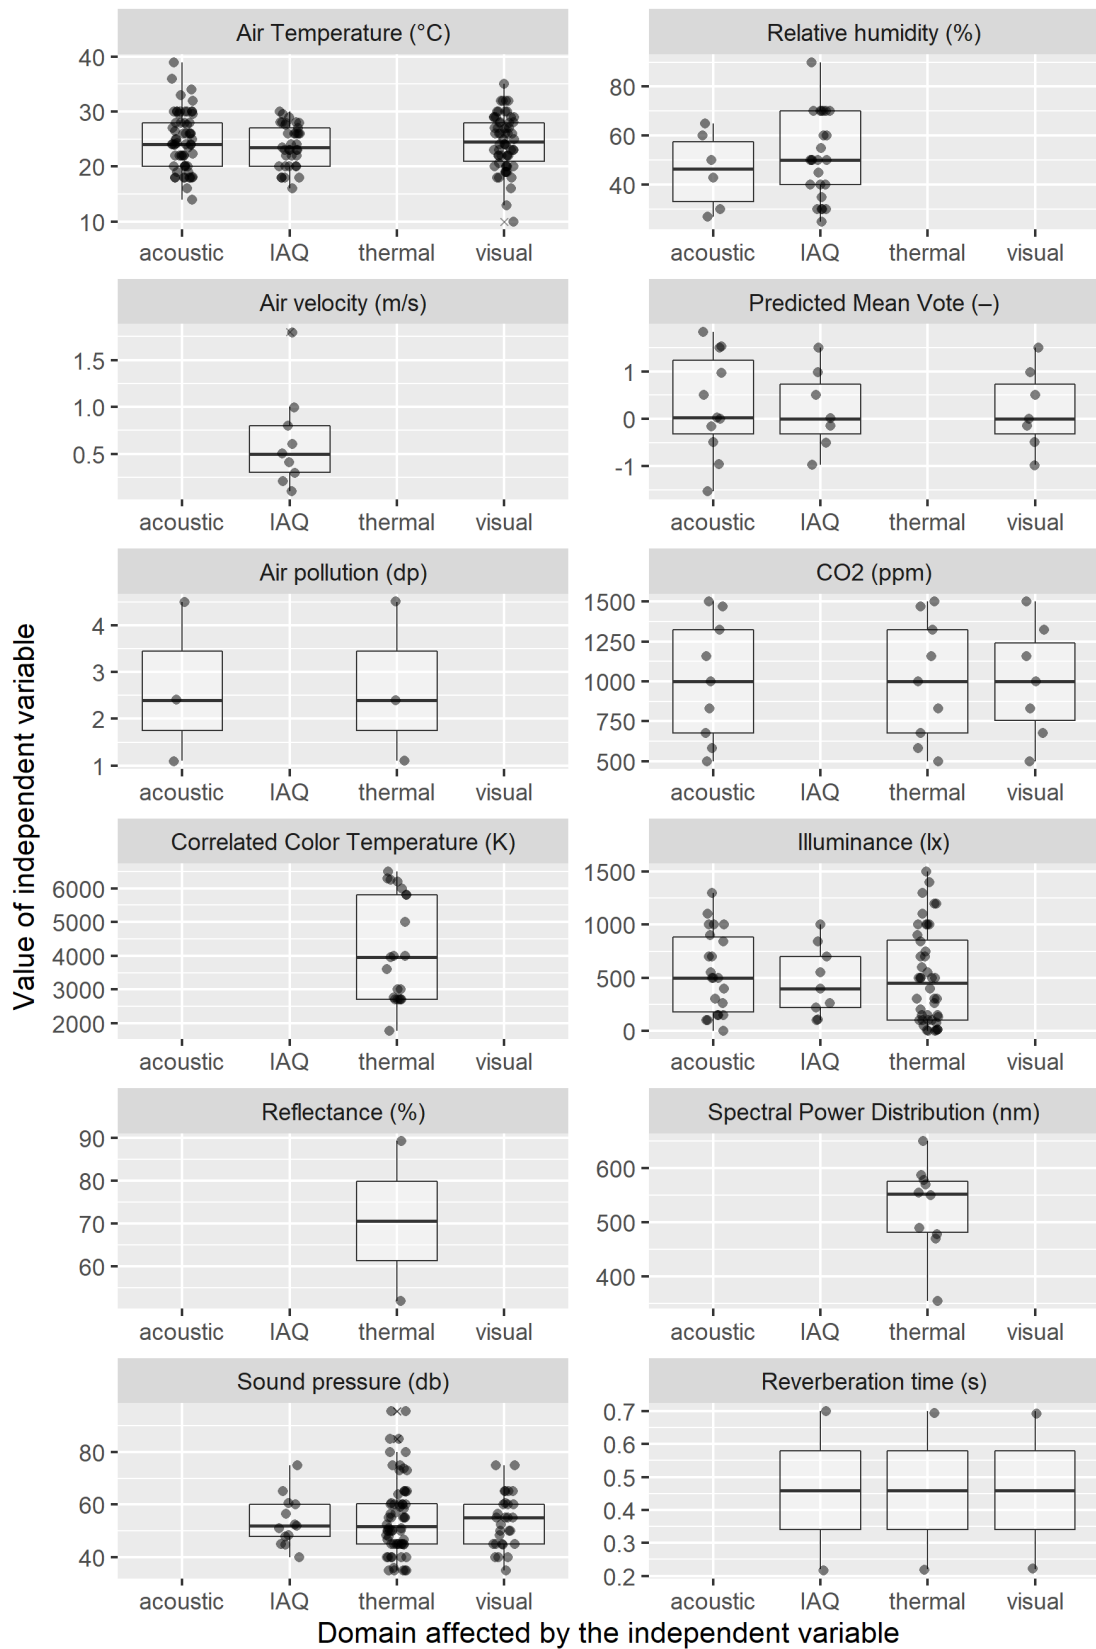 Air Temperature (°C)
40
30
20
10
acoustic IAQ thermal visual
Relative humidity (%)
80
60
40
acoustic IAQ thermal visual
Air velocity (m/s)
1.5
1.0
0.5
acoustic IAQ thermal visual
Predicted Mean Vote (–)
1
0
-1
acoustic IAQ thermal visual
Air pollution (dp)
4
3
2
1
acoustic IAQ thermal visual
CO2 (ppm)
1500
1250
1000
750
500
acoustic IAQ thermal visual
Correlated Color Temperature (K)
6000
5000
4000
3000
2000
acoustic IAQ thermal visual
Illuminance (lx)
1500
1000
500
0
acoustic IAQ thermal visual
Reflectance (%)
90
80
70
60
acoustic IAQ thermal visual
Spectral Power Distribution (nm)
600
500
400
acoustic IAQ thermal visual
Sound pressure (db)
80
60
40
acoustic IAQ thermal visual
Reverberation time (s)
0.7
0.6
0.5
0.4
0.3
0.2
acoustic IAQ thermal visual
Value of independent variable
Domain affected by the independent variable